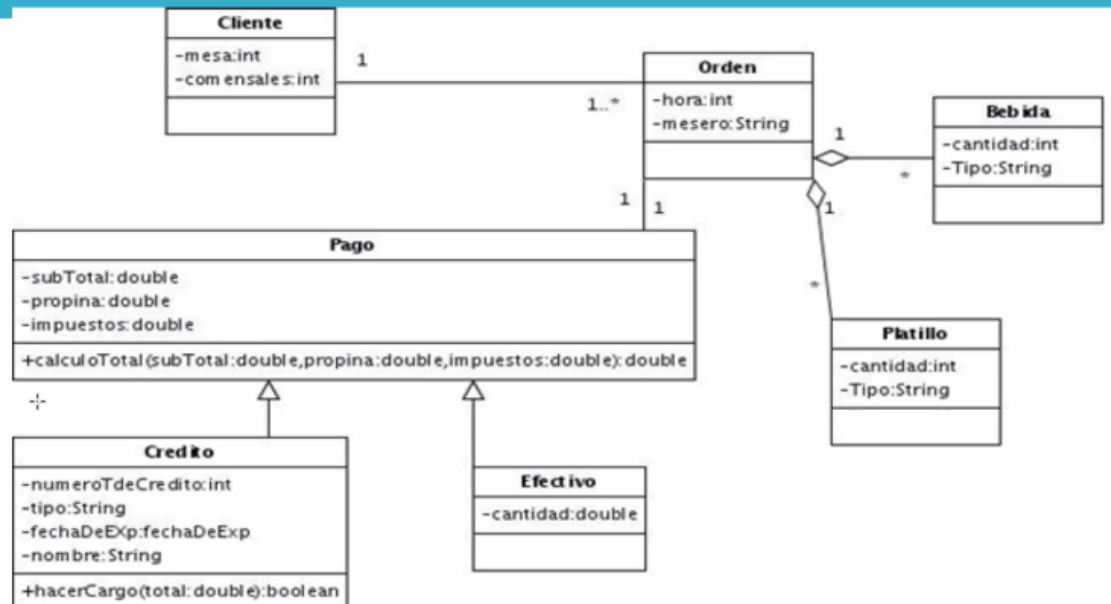 Cliente
-mesa:int
-comensales:int
1
1..*
Orden
-hora:int
-mesero:String
1
*
Bebida
-cantidad:int
-Tipo:String
1
1
1
*
Platillo
-cantidad:int
-Tipo:String
Pago
-subTotal:double
-propina:double
-impuestos:double
+calculoTotal(subTotal:double,propina:double,impuestos:double):double
Credito
-numeroTdeCredito:int
-tipo:String
-fechaDeEXp:fechaDeExp
-nombre:String
+hacerCargo(total:double):boolean
Efectivo
-cantidad:double